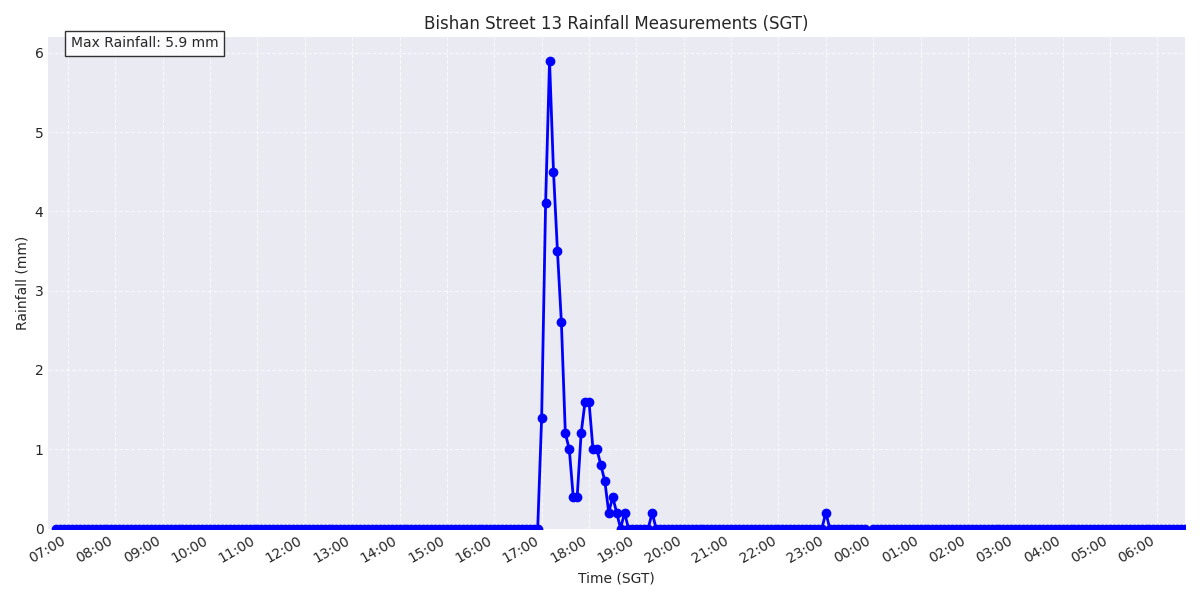 Bishan Street 13 Rainfall Measurements (SGT)
Max Rainfall: 5.9 mm
6
5
4
3
2
1
0
Rainfall (mm)
07:00 08:00 09:00 10:00 11:00 12:00 13:00 14:00 15:00 16:00 17:00 18:00 19:00 20:00 21:00 22:00 23:00 00:00 01:00 02:00 03:00 04:00 05:00 06:00
Time (SGT)